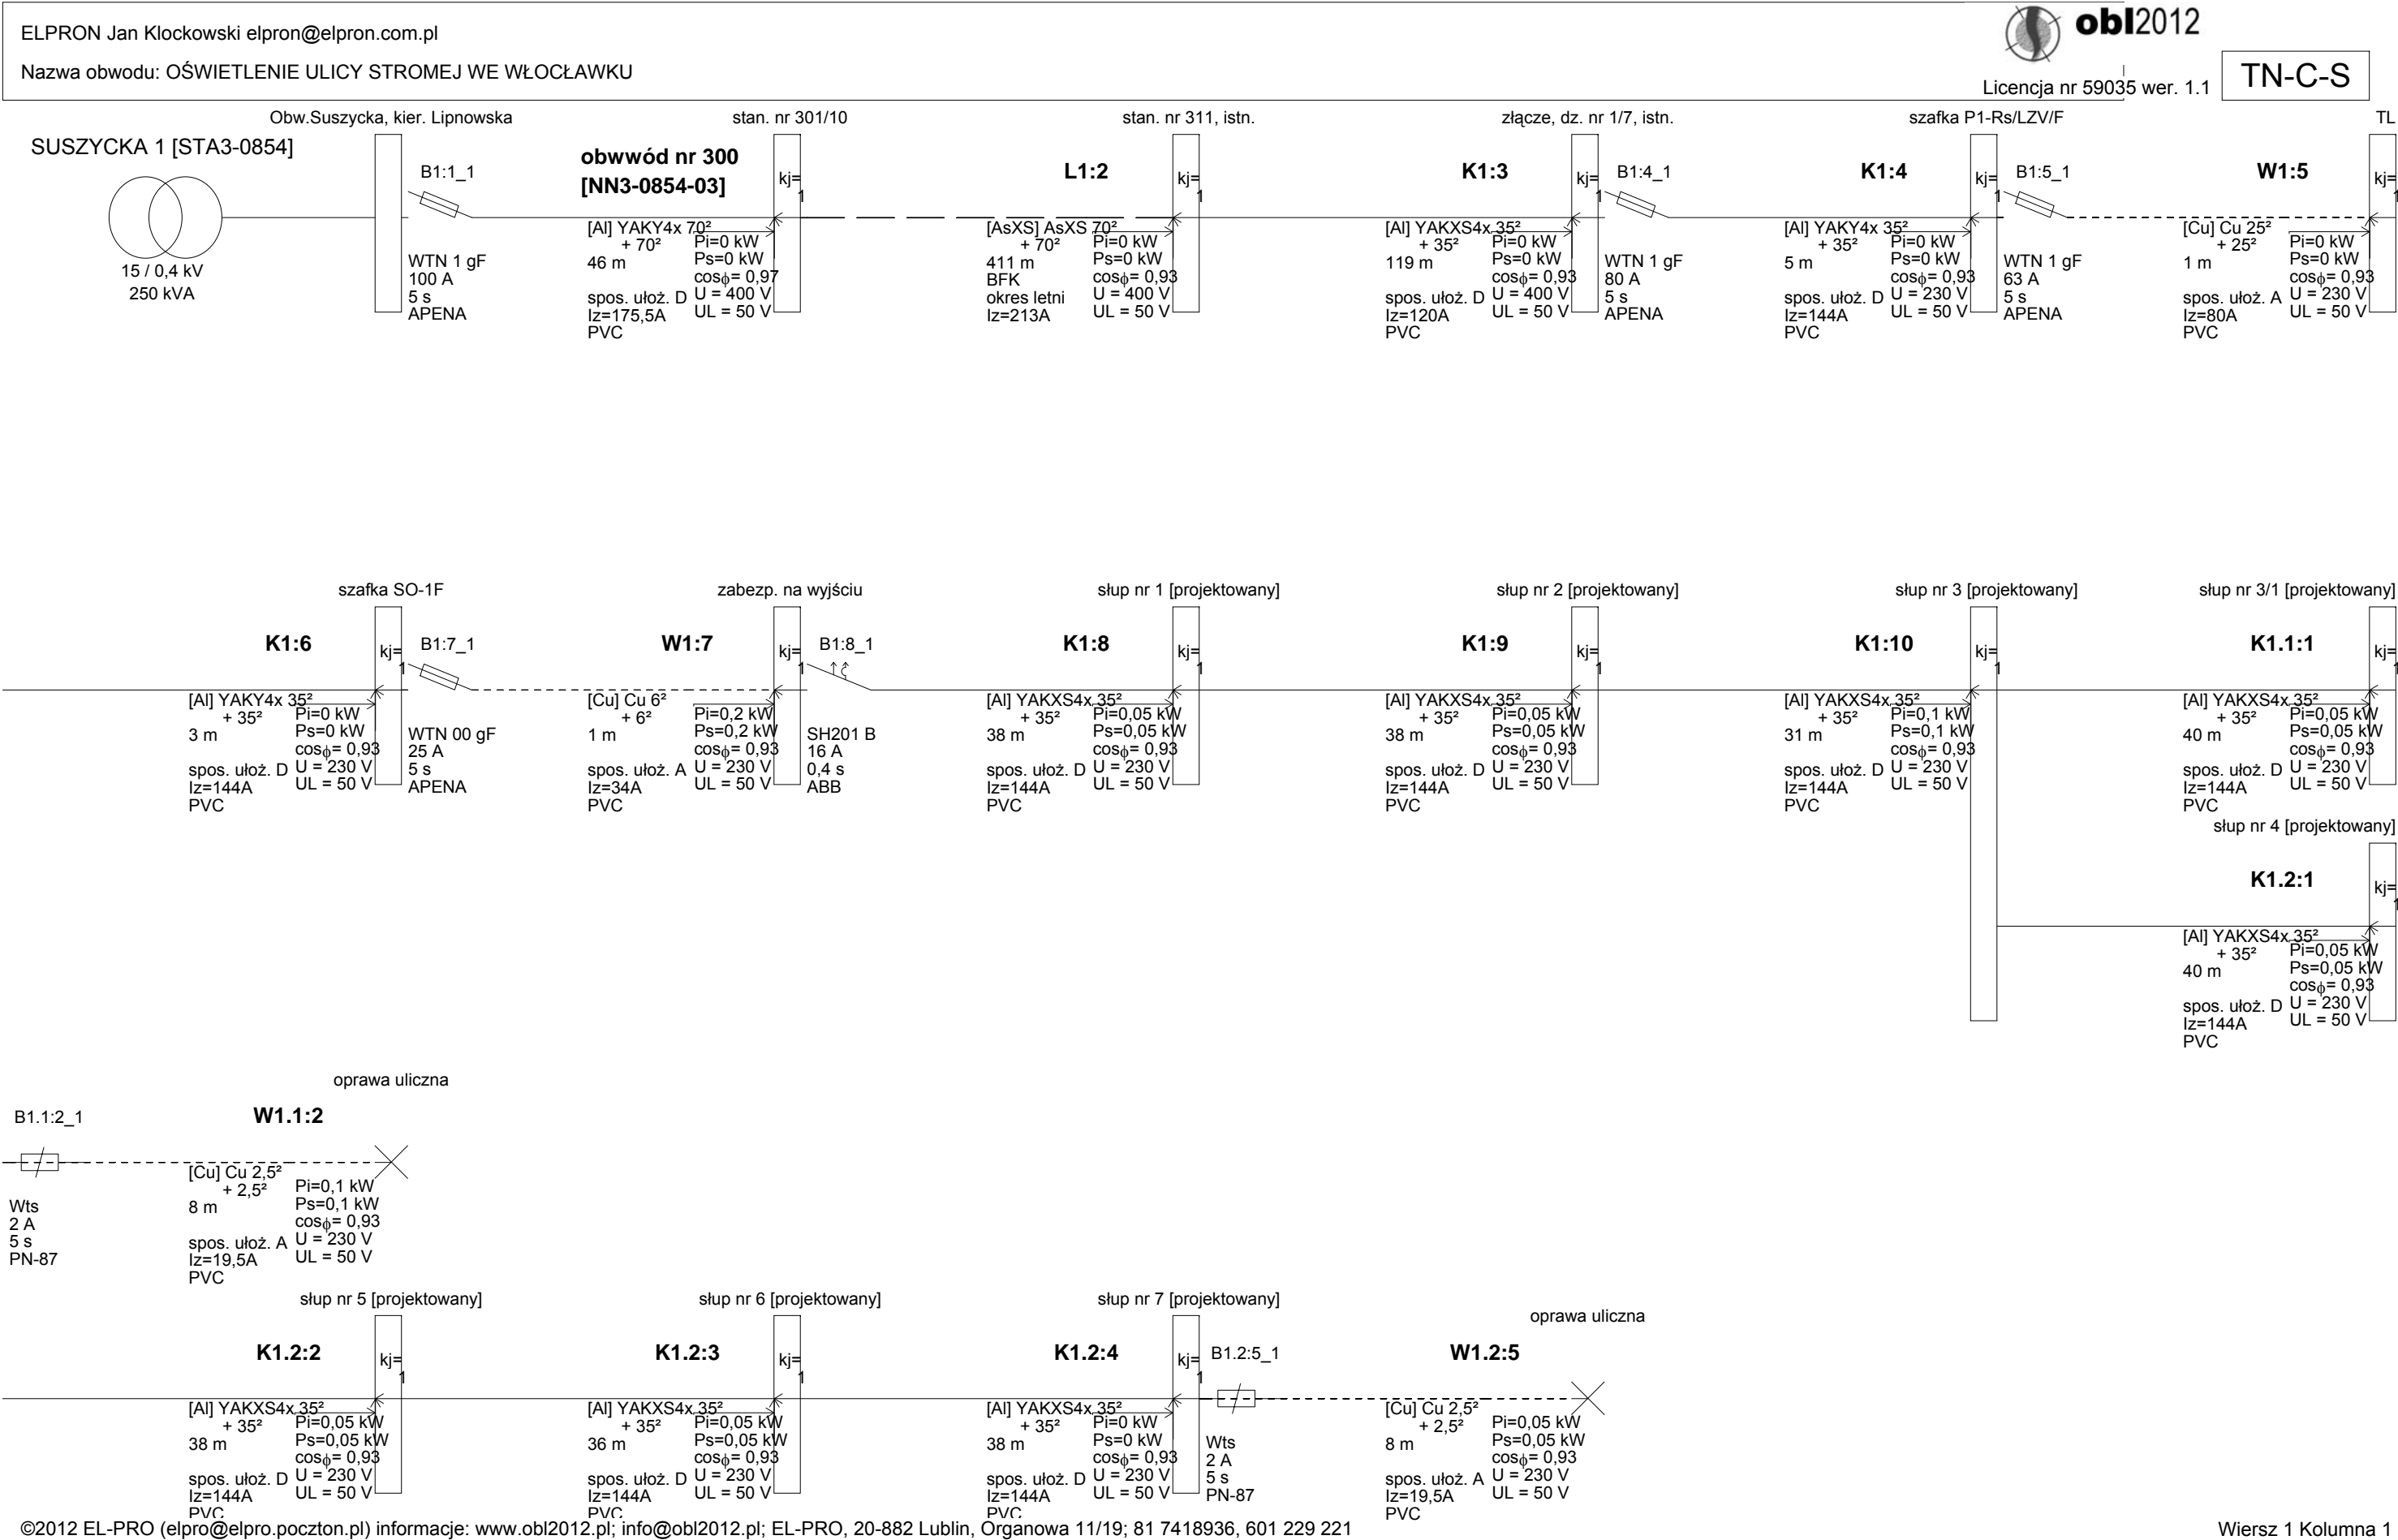 ELPRON Jan Klockowski elpron@elpron.com.pl
Nazwa obwodu: OŚWIETLENIE ULICY STROMEJ WE WŁOCŁAWKU
obl2012
Licencja nr 59035 wer. 1.1
TN-C-S
SUSZYCKA 1 [STA3-0854]
15 / 0,4 kV
250 kVA
Obw.Suszycka, kier. Lipnowska
B1:1_1
WTN 1 gF
100 A
5 s
APENA
stan. nr 301/10
obwwód nr 300
[NN3-0854-03]
kj=
1
[Al] YAKY4x 70²
+ 70²
46 m
spos. ułoż. D
Iz=175,5A
PVC
Pi=0 kW
Ps=0 kW
cosϕ= 0,97
U = 400 V
UL = 50 V
stan. nr 311, istn.
L1:2
kj=
1
[AsXS] AsXS 70²
+ 70²
411 m
BFK
okres letni
Iz=213A
Pi=0 kW
Ps=0 kW
cosϕ= 0,93
U = 400 V
UL = 50 V
złącze, dz. nr 1/7, istn.
K1:3
kj=
1
[Al] YAKXS4x 35²
+ 35²
119 m
spos. ułoż. D
Iz=120A
PVC
Pi=0 kW
Ps=0 kW
cosϕ= 0,93
U = 400 V
UL = 50 V
B1:4_1
WTN 1 gF
80 A
5 s
APENA
szafka P1-Rs/LZV/F
K1:4
kj=
1
[Al] YAKY4x 35²
+ 35²
5 m
spos. ułoż. D
Iz=144A
PVC
Pi=0 kW
Ps=0 kW
cosϕ= 0,93
U = 230 V
UL = 50 V
B1:5_1
WTN 1 gF
63 A
5 s
APENA
TL
W1:5
kj=
1
[Cu] Cu 25²
+ 25²
1 m
spos. ułoż. A
Iz=80A
PVC
Pi=0 kW
Ps=0 kW
cosϕ= 0,93
U = 230 V
UL = 50 V
szafka SO-1F
K1:6
kj=
1
[Al] YAKY4x 35²
+ 35²
3 m
spos. ułoż. D
Iz=144A
PVC
Pi=0 kW
Ps=0 kW
cosϕ= 0,93
U = 230 V
UL = 50 V
B1:7_1
WTN 00 gF
25 A
5 s
APENA
zabezp. na wyjściu
W1:7
kj=
1
[Cu] Cu 6²
+ 6²
1 m
spos. ułoż. A
Iz=34A
PVC
Pi=0,2 kW
Ps=0,2 kW
cosϕ= 0,93
U = 230 V
UL = 50 V
B1:8_1
SH201 B
16 A
0,4 s
ABB
słup nr 1 [projektowany]
K1:8
kj=
1
[Al] YAKXS4x 35²
+ 35²
38 m
spos. ułoż. D
Iz=144A
PVC
Pi=0,05 kW
Ps=0,05 kW
cosϕ= 0,93
U = 230 V
UL = 50 V
słup nr 2 [projektowany]
K1:9
kj=
1
[Al] YAKXS4x 35²
+ 35²
38 m
spos. ułoż. D
Iz=144A
PVC
Pi=0,05 kW
Ps=0,05 kW
cosϕ= 0,93
U = 230 V
UL = 50 V
słup nr 3 [projektowany]
K1:10
kj=
1
[Al] YAKXS4x 35²
+ 35²
31 m
spos. ułoż. D
Iz=144A
PVC
Pi=0,1 kW
Ps=0,1 kW
cosϕ= 0,93
U = 230 V
UL = 50 V
słup nr 3/1 [projektowany]
K1.1:1
kj=
1
[Al] YAKXS4x 35²
+ 35²
40 m
spos. ułoż. D
Iz=144A
PVC
Pi=0,05 kW
Ps=0,05 kW
cosϕ= 0,93
U = 230 V
UL = 50 V
słup nr 4 [projektowany]
K1.2:1
kj=
1
[Al] YAKXS4x 35²
+ 35²
40 m
spos. ułoż. D
Iz=144A
PVC
Pi=0,05 kW
Ps=0,05 kW
cosϕ= 0,93
U = 230 V
UL = 50 V
B1.1:2_1
Wts
2 A
5 s
PN-87
oprawa uliczna
W1.1:2
[Cu] Cu 2,5²
+ 2,5²
8 m
spos. ułoż. A
Iz=19,5A
PVC
Pi=0,1 kW
Ps=0,1 kW
cosϕ= 0,93
U = 230 V
UL = 50 V
słup nr 5 [projektowany]
K1.2:2
kj=
1
[Al] YAKXS4x 35²
+ 35²
38 m
spos. ułoż. D
Iz=144A
PVC
Pi=0,05 kW
Ps=0,05 kW
cosϕ= 0,93
U = 230 V
UL = 50 V
słup nr 6 [projektowany]
K1.2:3
kj=
1
[Al] YAKXS4x 35²
+ 35²
36 m
spos. ułoż. D
Iz=144A
PVC
Pi=0,05 kW
Ps=0,05 kW
cosϕ= 0,93
U = 230 V
UL = 50 V
słup nr 7 [projektowany]
K1.2:4
kj=
1
[Al] YAKXS4x 35²
+ 35²
38 m
spos. ułoż. D
Iz=144A
PVC
Pi=0 kW
Ps=0 kW
cosϕ= 0,93
U = 230 V
UL = 50 V
B1.2:5_1
Wts
2 A
5 s
PN-87
oprawa uliczna
W1.2:5
[Cu] Cu 2,5²
+ 2,5²
8 m
spos. ułoż. A
Iz=19,5A
PVC
Pi=0,05 kW
Ps=0,05 kW
cosϕ= 0,93
U = 230 V
UL = 50 V
©2012 EL-PRO (elpro@elpro.poczton.pl) informacje: www.obl2012.pl; info@obl2012.pl; EL-PRO, 20-882 Lublin, Organowa 11/19; 81 7418936, 601 229 221
Wiersz 1 Kolumna 1